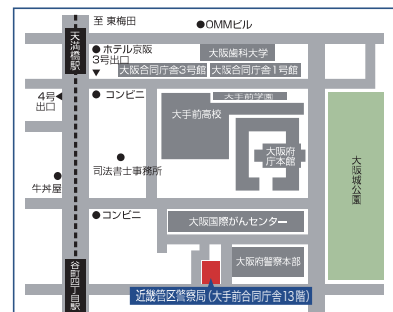 至 東梅田
●OMMビル
天満橋駅
●ホテル京阪
3号出口
▼
大阪歯科大学
大阪合同庁舎3号館
大阪合同庁舎1号館
4号◀
出口
●コンビニ
大手前学園
大手前高校
大阪府
庁本館
大阪城公園
●
司法書士事務所
●
牛丼屋
●コンビニ
大阪国際がんセンター
大阪府警察本部
谷町四丁目駅
近畿管区警察局(大手前合同庁舎13階)